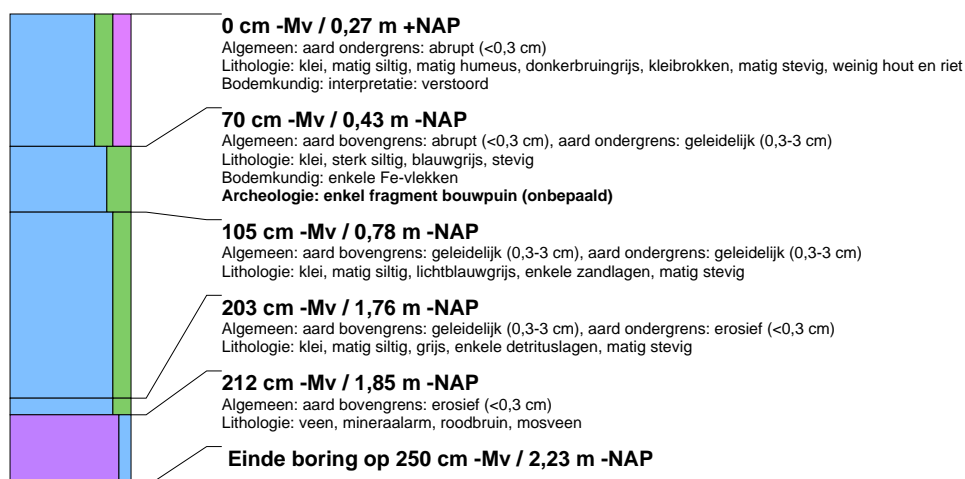 0 cm -Mv / 0,27 m +NAP
Algemeen: aard ondergrens: abrupt (<0,3 cm)
Lithologie: klei, matig siltig, matig humeus, donkerbruingrijs, kleibrokken, matig stevig, weinig hout en riet
Bodemkundig: interpretatie: verstoord
70 cm -Mv / 0,43 m -NAP
Algemeen: aard bovengrens: abrupt (<0,3 cm), aard ondergrens: geleidelijk (0,3-3 cm)
Lithologie: klei, sterk siltig, blauwgrijs, stevig
Bodemkundig: enkele Fe-vlekken
Archeologie: enkel fragment bouwpuin (onbepaald)
105 cm -Mv / 0,78 m -NAP
Algemeen: aard bovengrens: geleidelijk (0,3-3 cm), aard ondergrens: geleidelijk (0,3-3 cm)
Lithologie: klei, matig siltig, lichtblauwgrijs, enkele zandlagen, matig stevig
203 cm -Mv / 1,76 m -NAP
Algemeen: aard bovengrens: geleidelijk (0,3-3 cm), aard ondergrens: erosief (<0,3 cm)
Lithologie: klei, matig siltig, grijs, enkele detrituslagen, matig stevig
212 cm -Mv / 1,85 m -NAP
Algemeen: aard bovengrens: erosief (<0,3 cm)
Lithologie: veen, mineraalarm, roodbruin, mosveen
Einde boring op 250 cm -Mv / 2,23 m -NAP